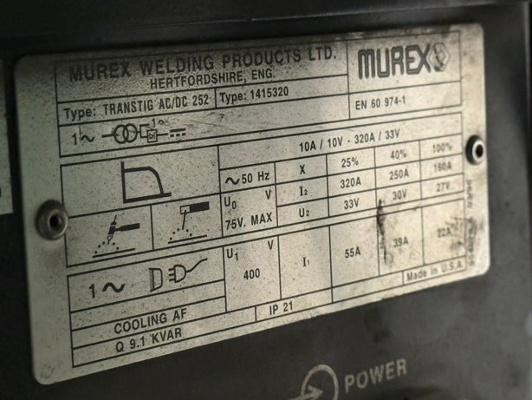 MUREX WELDING PRODUCTS LTD.
HERTFORDSHIRE, ENG.
MUREX
Type: TRANSTIG AC/DC 252 Type: 1415320
EN 60 974-1
1~ 1~
10A / 10V - 320A / 33V
~50 Hz X 25% 40% 100%
U0 V I2 320A 250A 160A
75V. MAX U2 33V 30V 27V
1~ U1 V I1 55A 39A 22A
400
COOLING AF IP 21 Made in U.S.A.
Q 9.1 KVAR
POWER